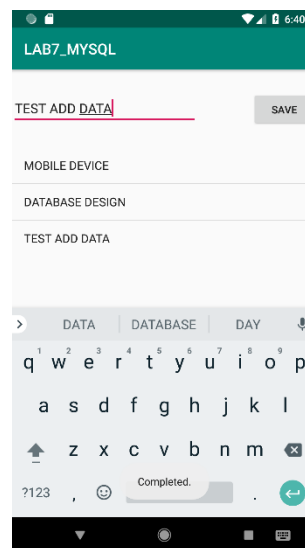 6:40
LAB7_MYSQL
TEST ADD DATA
SAVE
MOBILE DEVICE
DATABASE DESIGN
TEST ADD DATA
DATA DATABASE DAY
1 2 3 4 5 6 7 8 9
q w e r t y u i o p
a s d f g h j k l
z x c v b n m
?123 , .
Completed.